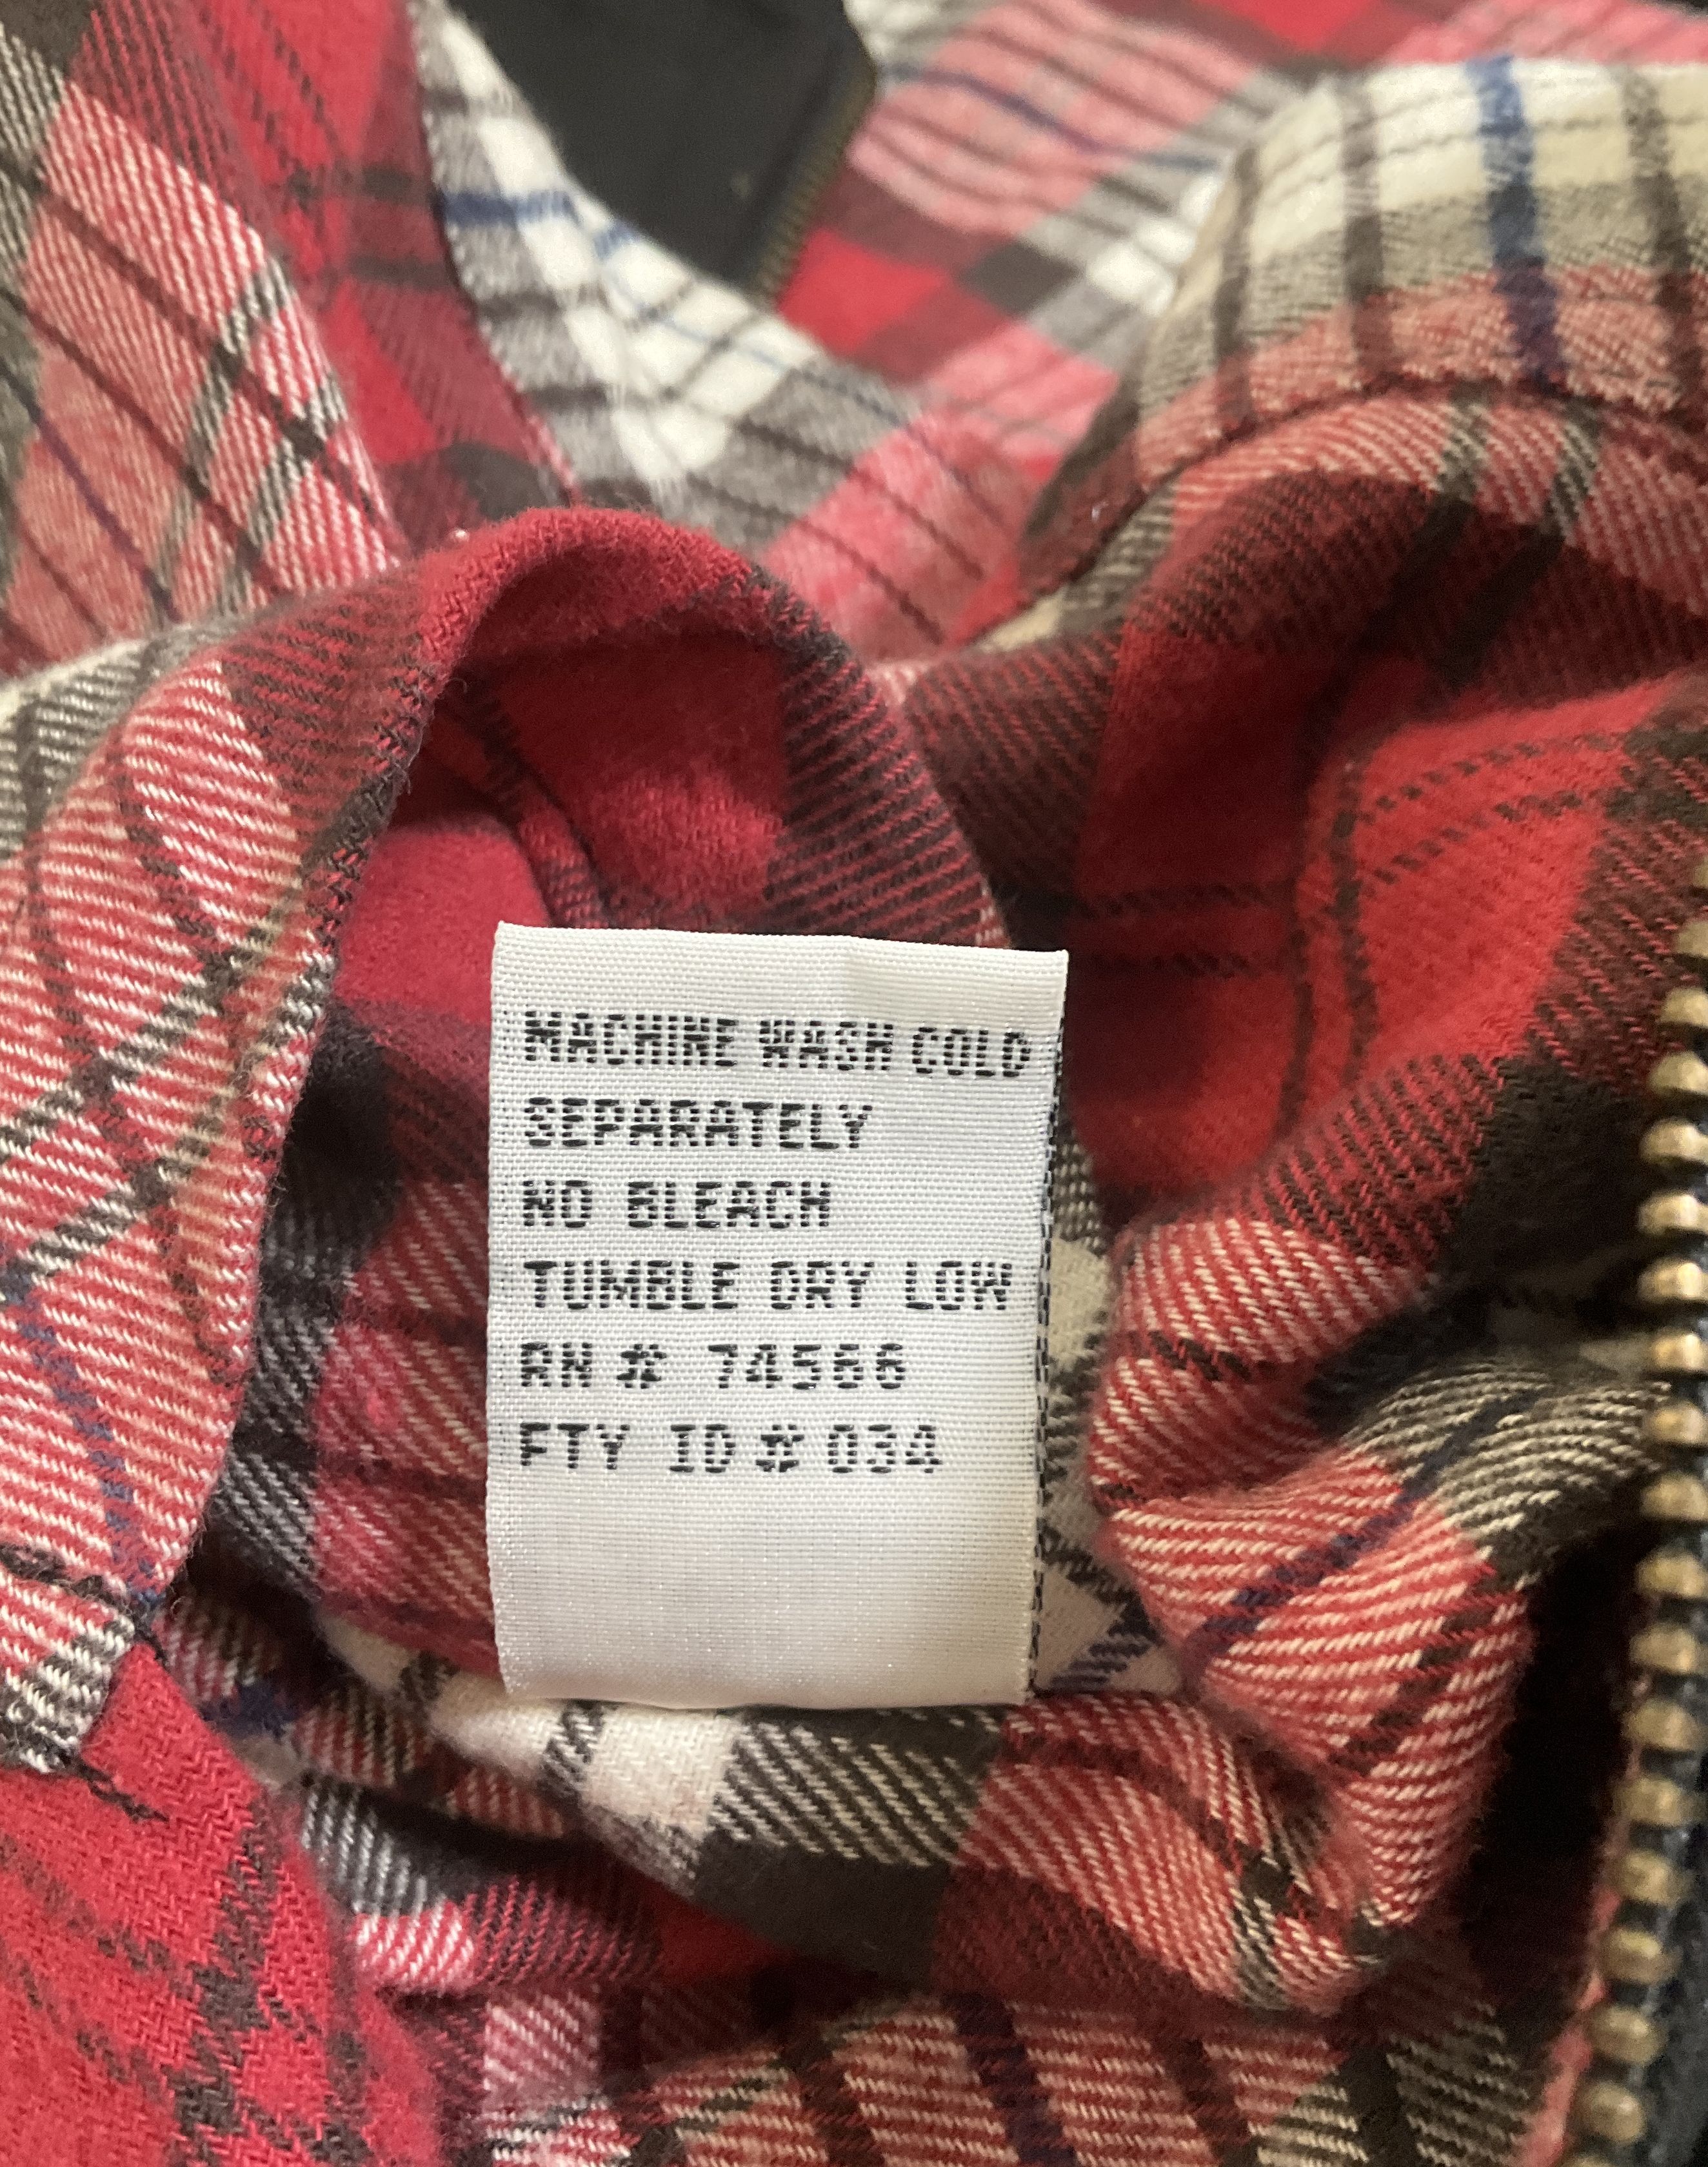 MACHINE WASH COLD
SEPARATELY
NO BLEACH
TUMBLE DRY LOW
RN # 74566
FTY ID # 034